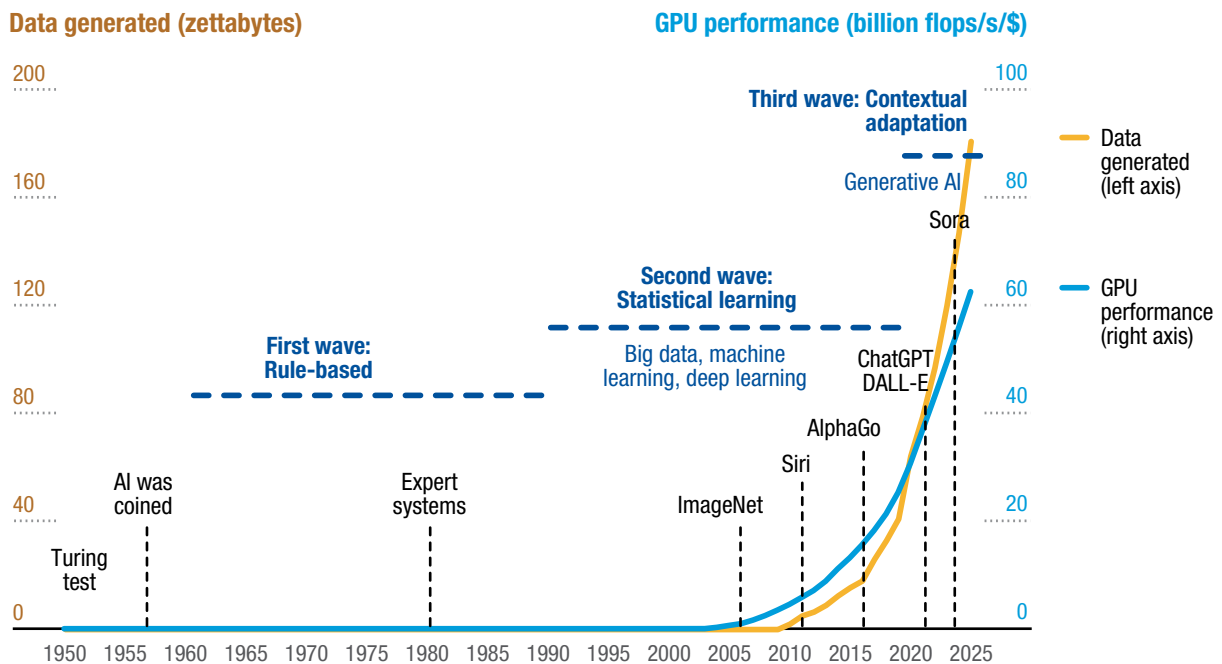 Data generated (zettabytes)
GPU performance (billion flops/s/$)
200
100
Third wave: Contextual
adaptation
Data
generated
(left axis)
160
80
Generative AI
Sora
Second wave:
Statistical learning
120
60
GPU
performance
(right axis)
First wave:
Rule-based
Big data, machine
learning, deep learning
ChatGPT
DALL-E
80
40
AlphaGo
Siri
AI was
coined
Expert
systems
ImageNet
40
20
Turing
test
0
0
1950 1955 1960 1965 1970 1975 1980 1985 1990 1995 2000 2005 2010 2015 2020 2025